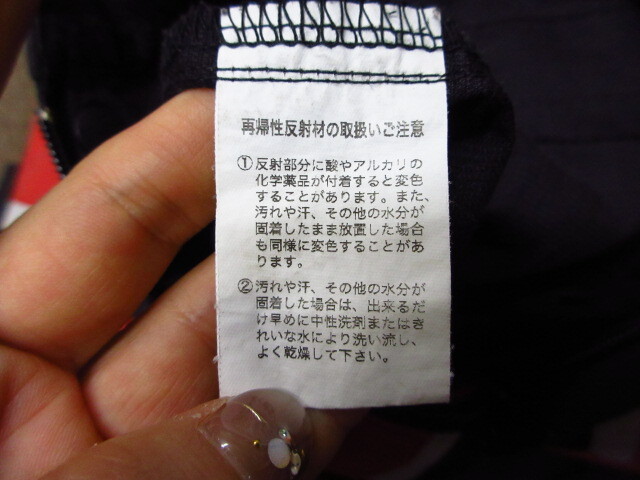 再帰性反射材の取扱いご注意
①反射部分に酸やアルカリの
化学薬品が付着すると変色
することがあります。また、
汚れや汗、その他の水分が
固着したまま放置した場合
も同様に変色することがあ
ります。
②汚れや汗、その他の水分が
固着した場合は、出来るだ
け早めに中性洗剤またはき
れいな水により洗い流し、
よく乾燥して下さい。